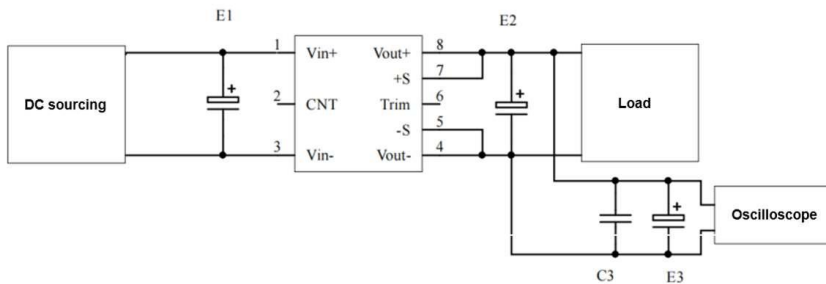 E1
E2
1
Vin+
Vout+
8
+S
7
DC sourcing
2
CNT
Trim
6
Load
-S
5
3
Vin-
Vout-
4
Oscilloscope
C3
E3
+
+
+